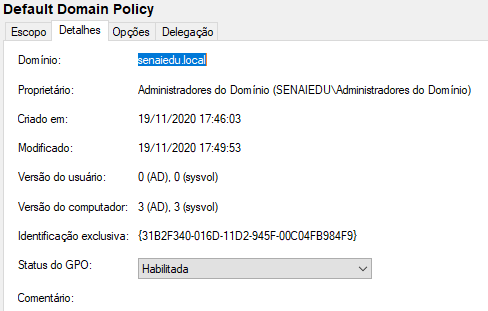 Default Domain Policy
Escopo Detalhes Opções Delegação
Domínio: senaiedu.local
Proprietário: Administradores do Domínio (SENAIEDU\Administradores do Domínio)
Criado em: 19/11/2020 17:46:03
Modificado: 19/11/2020 17:49:53
Versão do usuário: 0 (AD), 0 (sysvol)
Versão do computador: 3 (AD), 3 (sysvol)
Identificação exclusiva: {31B2F340-016D-11D2-945F-00C04FB984F9}
Status do GPO: Habilitada
Comentário: